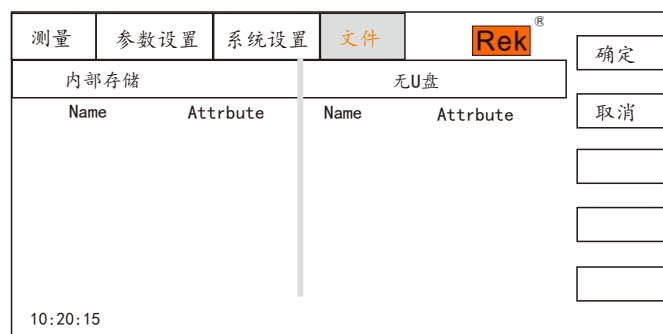 测量 参数设置 系统设置 文件 Rek®
确定
内部存储 无U盘
Name Attrbute Name Attrbute
取消
10:20:15